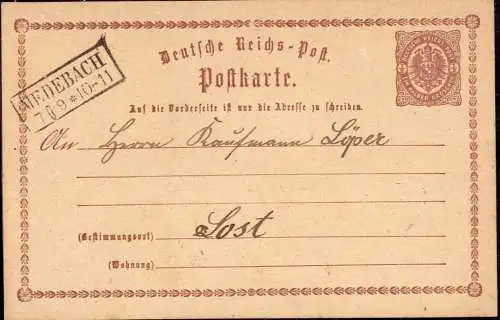 MEDEBACH
7 9 * 10-11
Deutsche Reichs-Post.
Postkarte.
Auf die Vorderseite ist nur die Adresse zu schreiben.
An Herrn Kaufmann Löper
Sost
(Bestimmungsort)
(Wohnung)